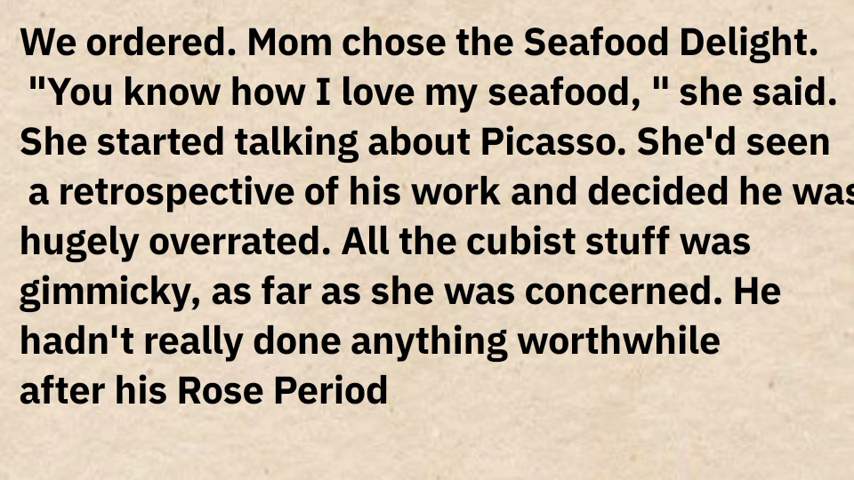 We ordered. Mom chose the Seafood Delight.
"You know how I love my seafood, " she said.
She started talking about Picasso. She'd seen
a retrospective of his work and decided he was
hugely overrated. All the cubist stuff was
gimmicky, as far as she was concerned. He
hadn't really done anything worthwhile
after his Rose Period